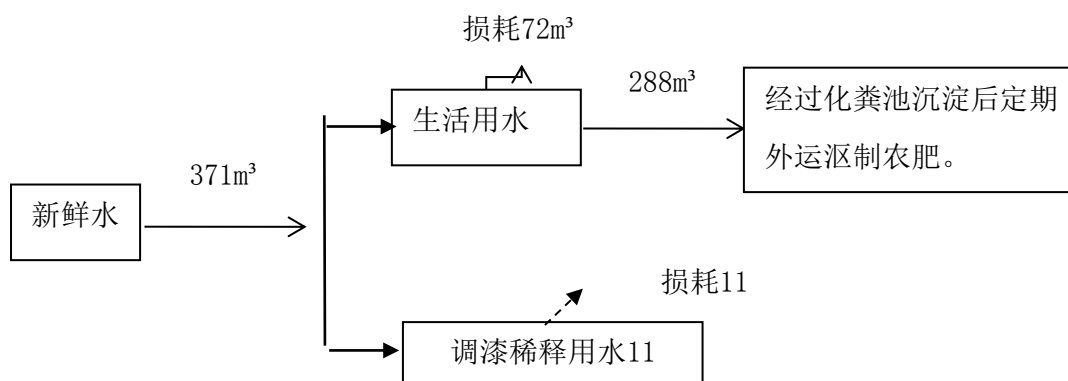 损耗72m³
288m³
生活用水
经过化粪池沉淀后定期
外运沤制农肥。
371m³
新鲜水
损耗11
调漆稀释用水11